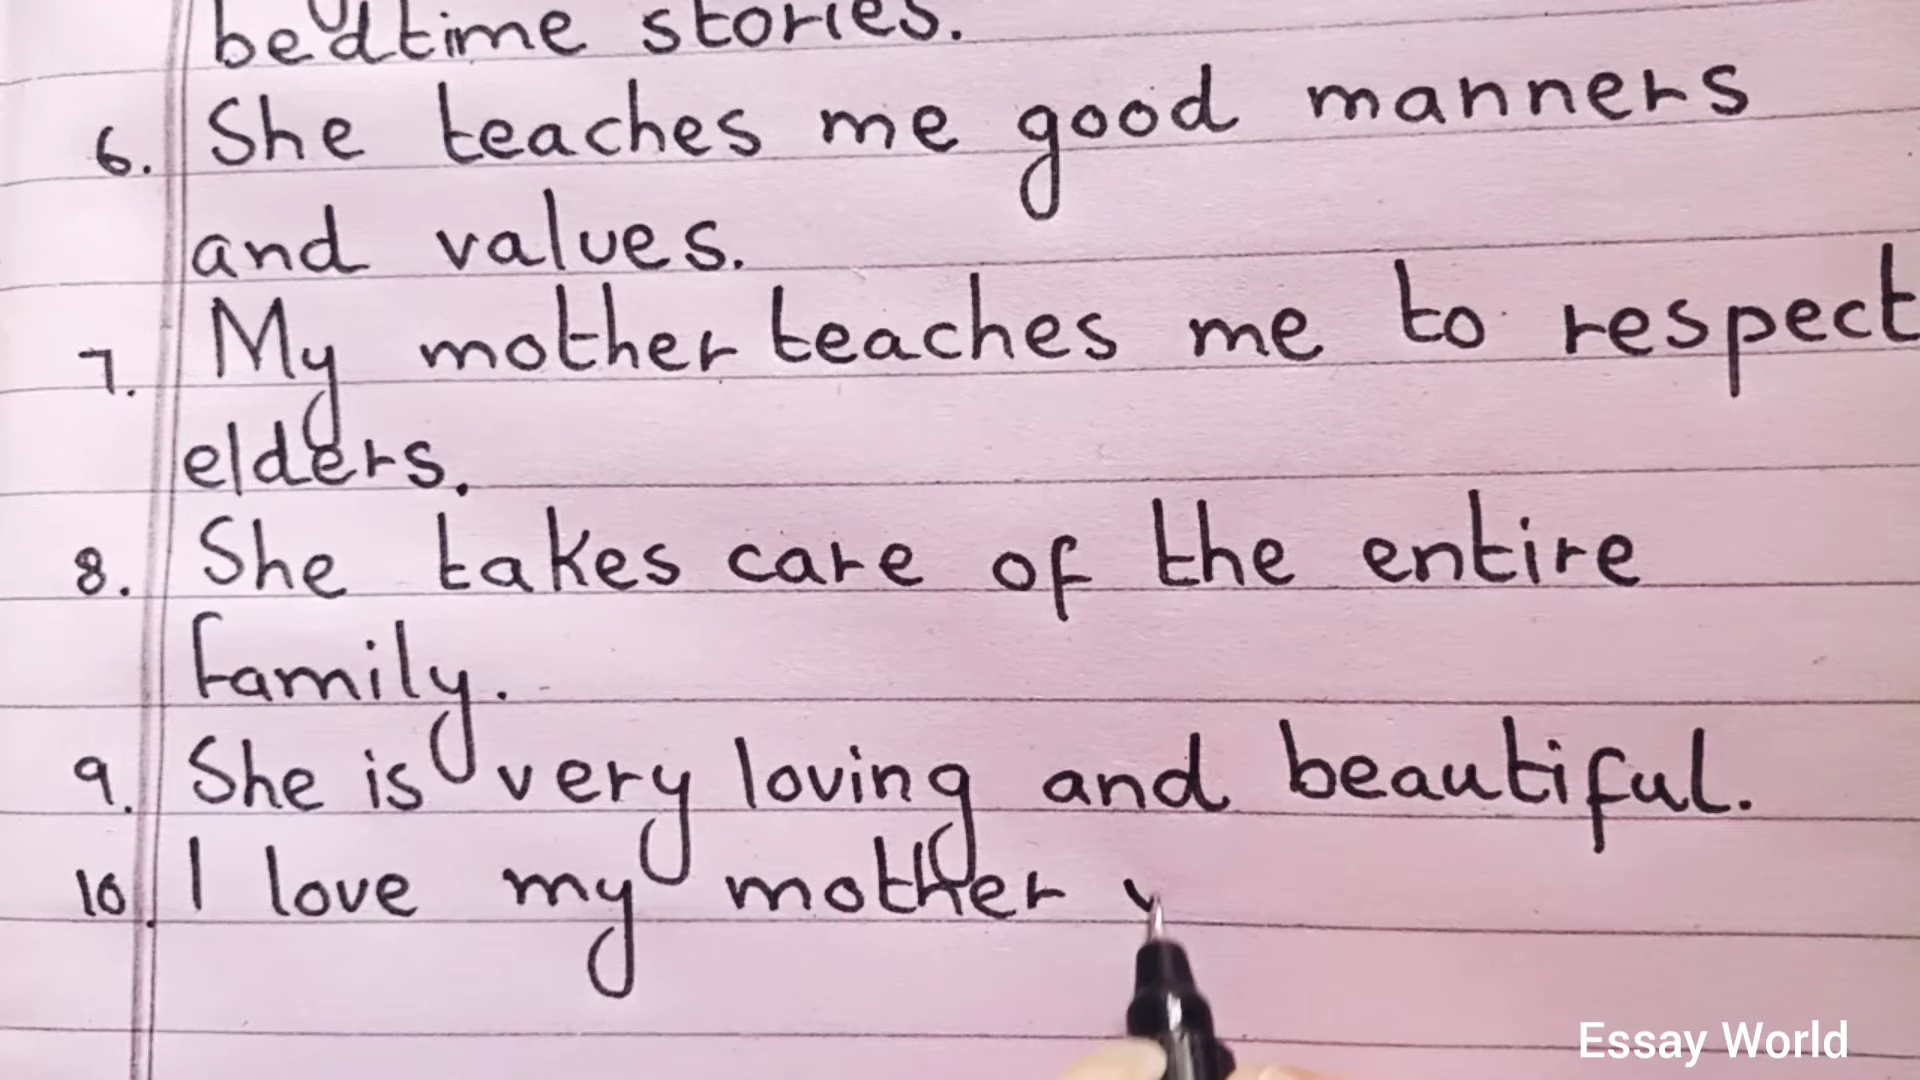 bedtime stories.
6. She teaches me good manners
and values.
7. My mother teaches me to respect
elders.
8. She takes care of the entire
family.
9. She is very loving and beautiful.
10. I love my mother
Essay World